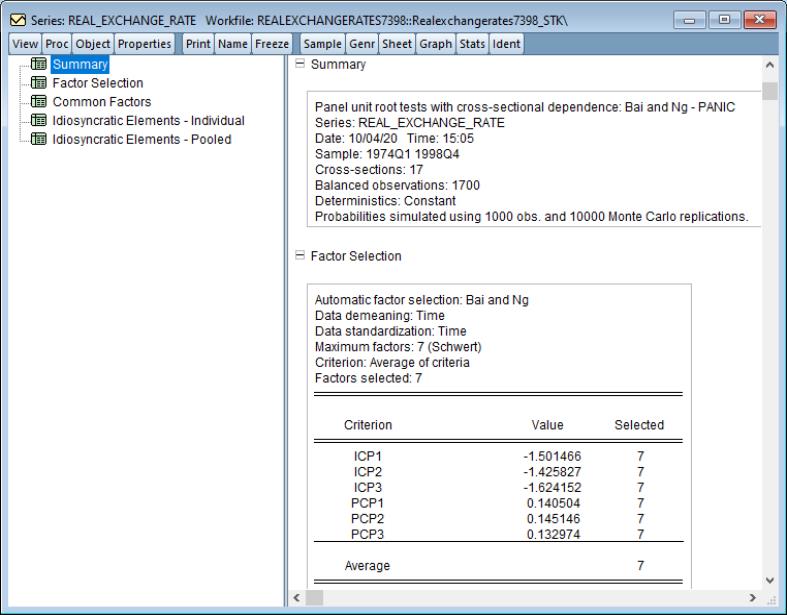 Series: REAL_EXCHANGE_RATE Workfile: REALEXCHANGERATES7398::Realexchangerates7398_STK\
View Proc Object Properties Print Name Freeze Sample Genr Sheet Graph Stats Ident
Summary
Factor Selection
Common Factors
Idiosyncratic Elements - Individual
Idiosyncratic Elements - Pooled
Summary
Panel unit root tests with cross-sectional dependence: Bai and Ng - PANIC
Series: REAL_EXCHANGE_RATE
Date: 10/04/20 Time: 15:05
Sample: 1974Q1 1998Q4
Cross-sections: 17
Balanced observations: 1700
Deterministics: Constant
Probabilities simulated using 1000 obs. and 10000 Monte Carlo replications.
Factor Selection
Automatic factor selection: Bai and Ng
Data demeaning: Time
Data standardization: Time
Maximum factors: 7 (Schwert)
Criterion: Average of criteria
Factors selected: 7
Criterion Value Selected
ICP1 -1.501466 7
ICP2 -1.425827 7
ICP3 -1.624152 7
PCP1 0.140504 7
PCP2 0.145146 7
PCP3 0.132974 7
Average 7